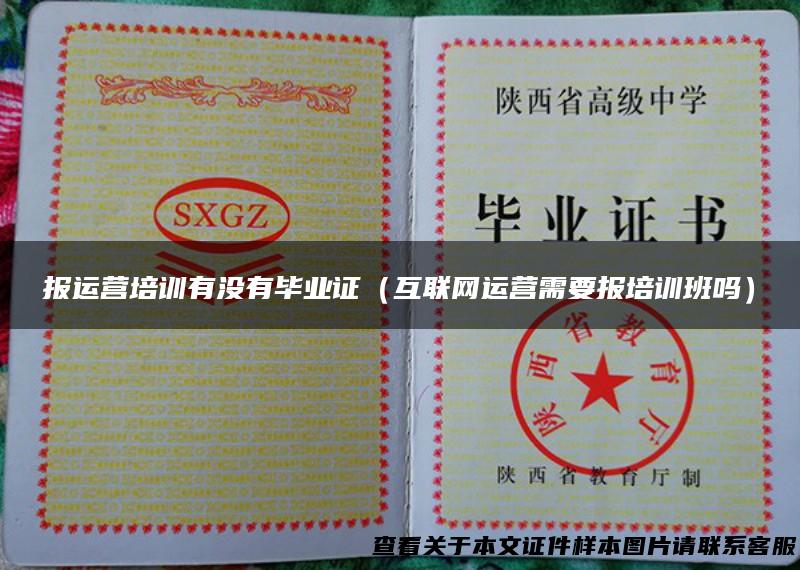 SXGZ
陕西省高级中学
毕业证书
报运营培训有没有毕业证（互联网运营需要报培训班吗）
陕西省教育厅
陕西省教育厅制
查看关于本文证件样本图片请联系客服